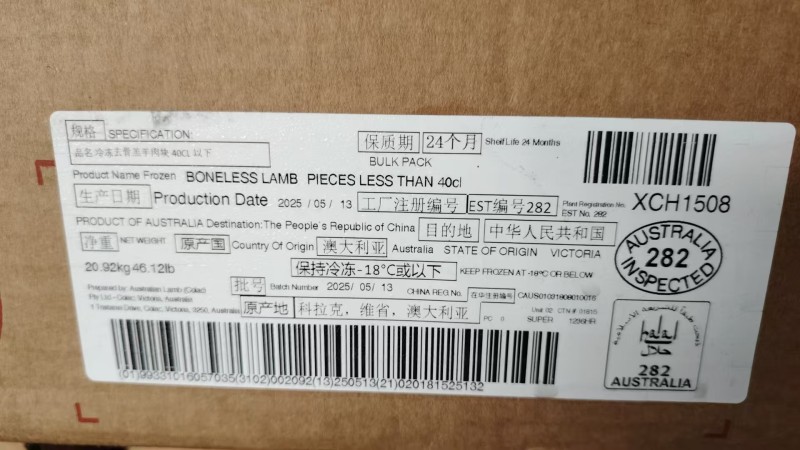 规格 SPECIFICATION
品名:冷冻去骨羔羊肉块 40CL 以下
保质期 24个月 Shelf Life 24 Months
BULK PACK
Product Name Frozen BONELESS LAMB PIECES LESS THAN 40cl
生产日期 Production Date 2025 / 05 / 13 工厂注册编号 EST编号282 Plant Registration No. XCH1508
EST No. 282
PRODUCT OF AUSTRALIA Destination:The People's Republic of China 目的地 中华人民共和国
净重 NET WEIGHT 原产国 Country Of Origin 澳大利亚 Australia STATE OF ORIGIN VICTORIA
20.92kg 46.12lb 保持冷冻-18°C或以下 KEEP FROZEN AT -18°C OR BELOW
批号 Batch Number 2025/ 05/ 13 CHINA REG No. 在华注册编号
Prepared by: Australian Lamb (Colac)
Pty Ltd - Colac, Victoria, Australia
Colac, Victoria, 3250, Australia
原产地 科拉克，维省，澳大利亚 SUPER
(01)99331016057035(3102)002092(13)250513(21)020181525132
AUSTRALIA
282
INSPECTED
halal
حلال
282
AUSTRALIA